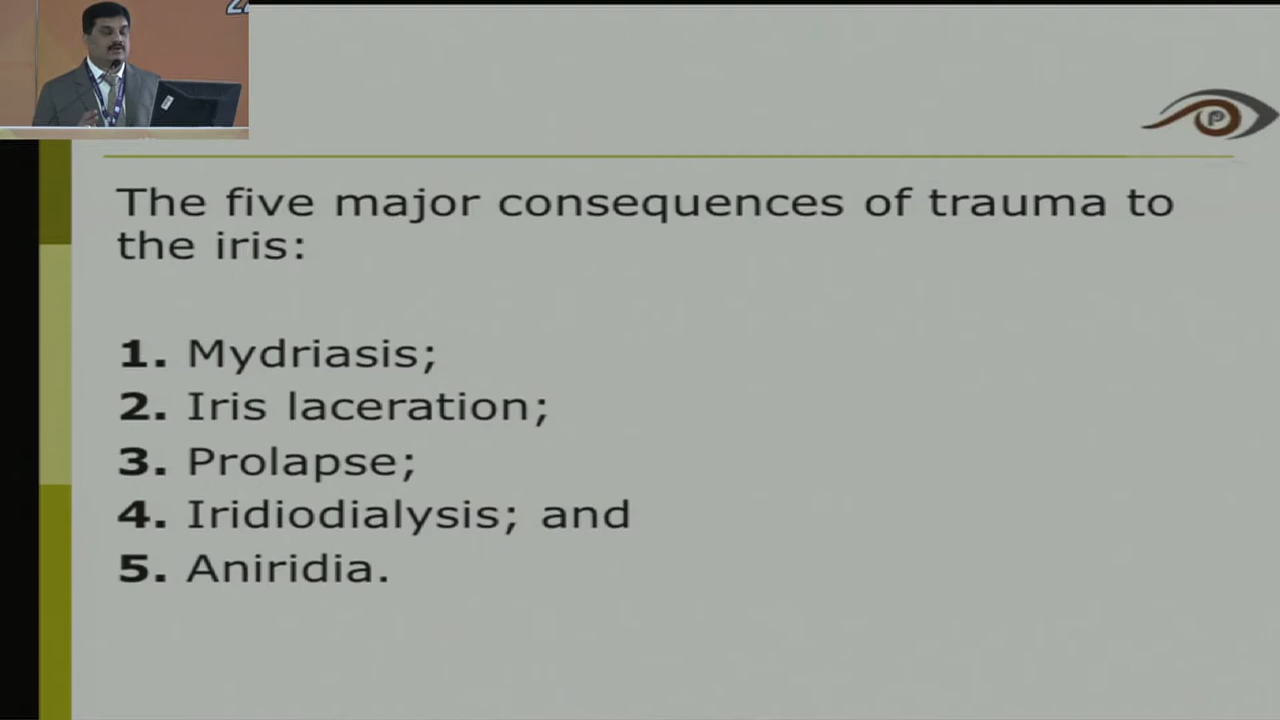 The five major consequences of trauma to
the iris:
1. Mydriasis;
2. Iris laceration;
3. Prolapse;
4. Iridiodialysis; and
5. Aniridia.
P